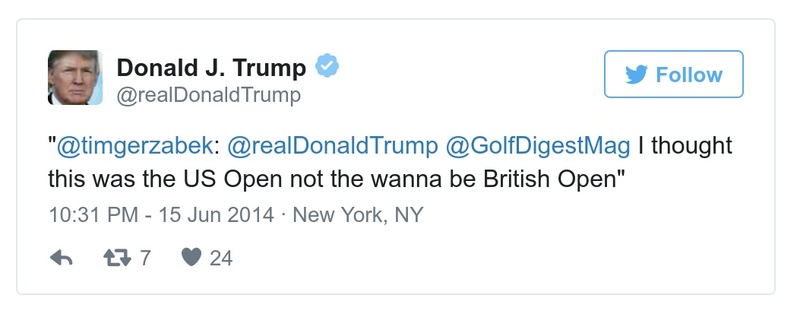 Donald J. Trump
@realDonaldTrump
Follow
"@timgerzabek: @realDonaldTrump @GolfDigestMag I thought
this was the US Open not the wanna be British Open"
10:31 PM - 15 Jun 2014 · New York, NY
7 24